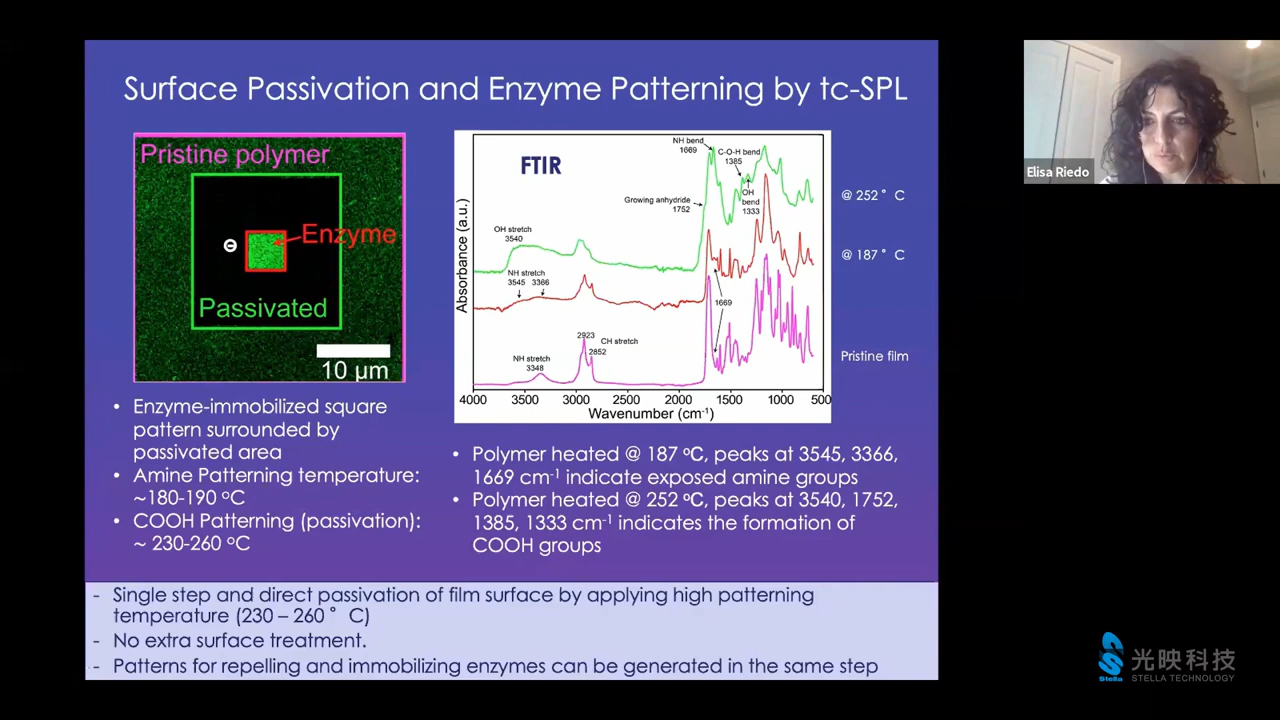 Surface Passivation and Enzyme Patterning by tc-SPL
Pristine polymer
Enzyme
⊖
Passivated
10 µm
FTIR
NH bend
1669
C-O-H bend
1385
OH
bend
1333
Growing anhydride
1752
OH stretch
3540
NH stretch
3545 3366
1669
2923
CH stretch
2852
NH stretch
3348
Absorbance (a.u.)
4000 3500 3000 2500 2000 1500 1000 500
Wavenumber (cm-1)
@ 252 ° C
@ 187 ° C
Pristine film
• Enzyme-immobilized square
pattern surrounded by
passivated area
• Amine Patterning temperature:
~180-190 ºC
• COOH Patterning (passivation):
~ 230-260 ºC
• Polymer heated @ 187 ºC, peaks at 3545, 3366,
1669 cm-1 indicate exposed amine groups
• Polymer heated @ 252 ºC, peaks at 3540, 1752,
1385, 1333 cm-1 indicates the formation of
COOH groups
- Single step and direct passivation of film surface by applying high patterning
temperature (230 – 260 ° C)
- No extra surface treatment.
- Patterns for repelling and immobilizing enzymes can be generated in the same step
Elisa Riedo
Stella
光映科技
STELLA TECHNOLOGY